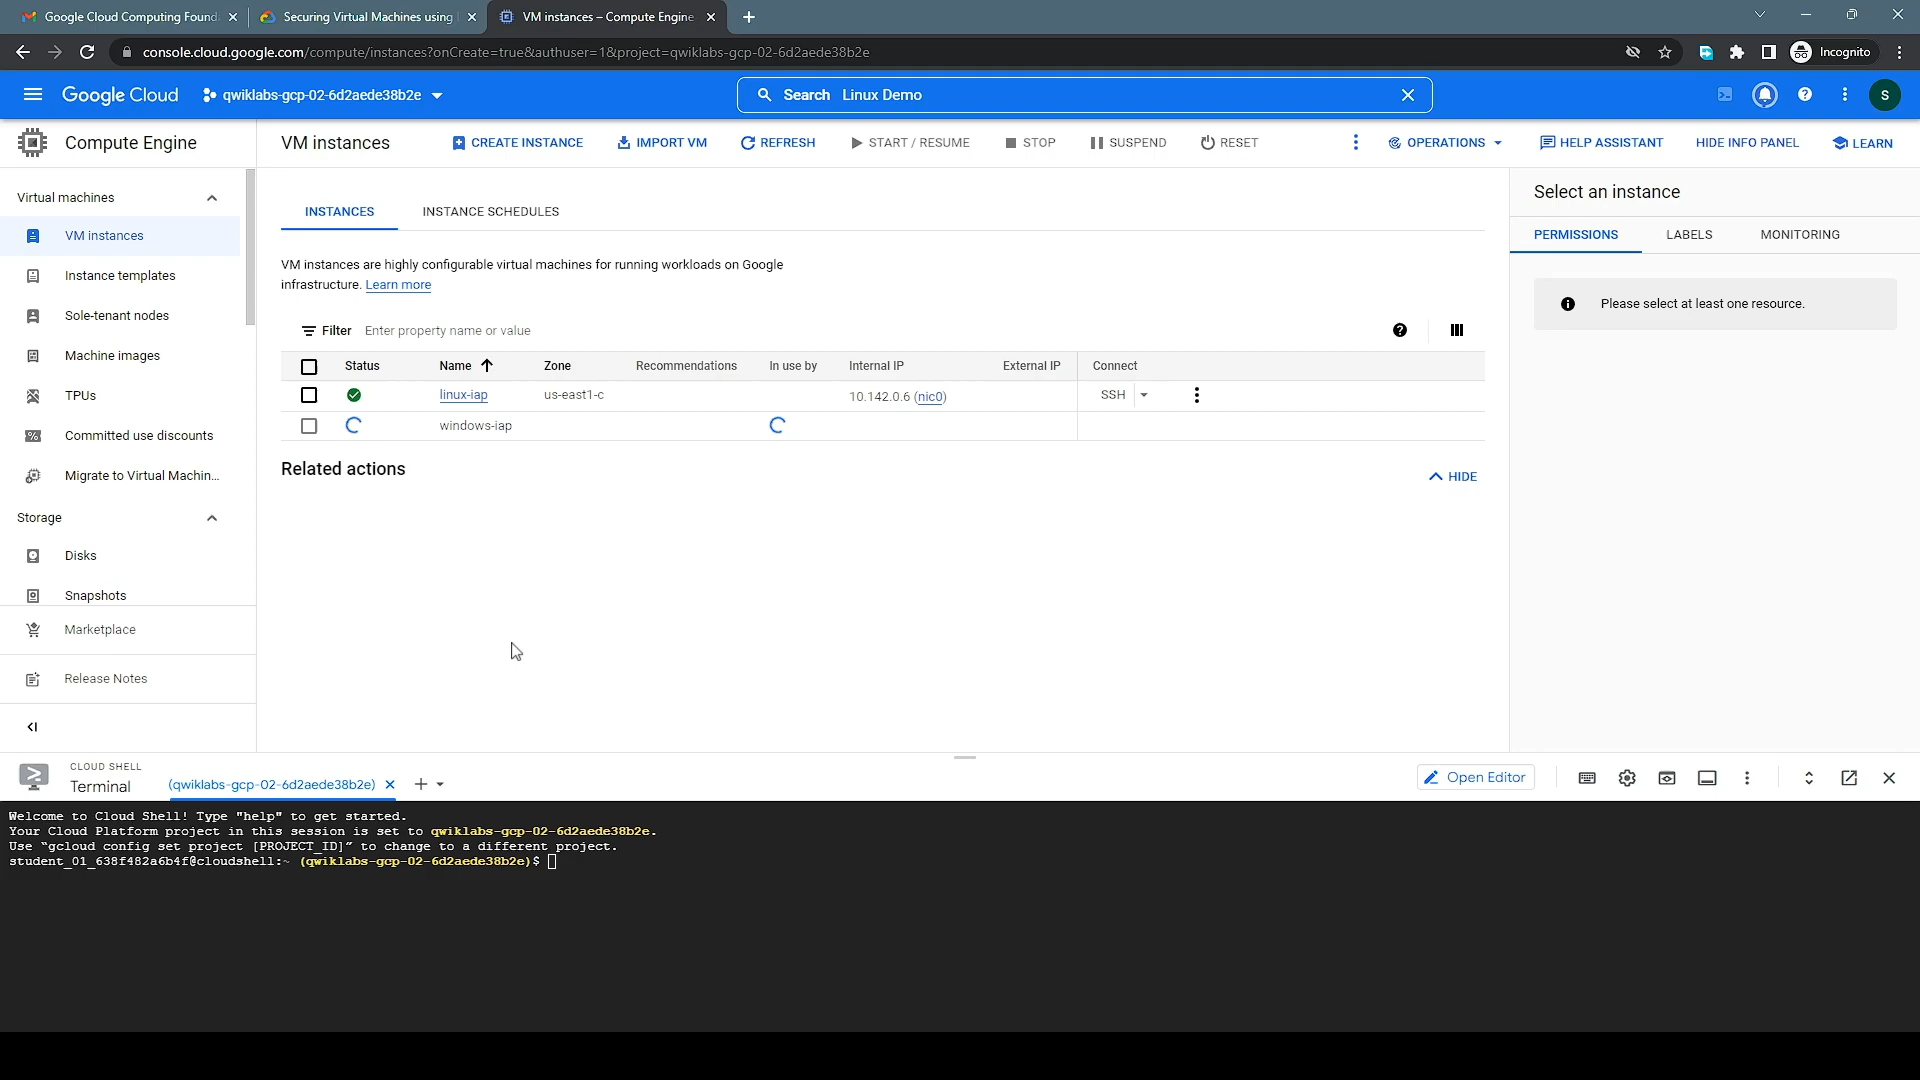 Google Cloud Computing Found
Securing Virtual Machines using
VM instances – Compute Engine
console.cloud.google.com/compute/instances?onCreate=true&authuser=1&project=qwiklabs-gcp-02-6d2aede38b2e
Incognito
Google Cloud
qwiklabs-gcp-02-6d2aede38b2e
Search Linux Demo
S
Compute Engine
VM instances
CREATE INSTANCE
IMPORT VM
REFRESH
START / RESUME
STOP
SUSPEND
RESET
OPERATIONS
HELP ASSISTANT
HIDE INFO PANEL
LEARN
Virtual machines
VM instances
Instance templates
Sole-tenant nodes
Machine images
TPUs
Committed use discounts
Migrate to Virtual Machin...
Storage
Disks
Snapshots
Marketplace
Release Notes
INSTANCES
INSTANCE SCHEDULES
VM instances are highly configurable virtual machines for running workloads on Google
infrastructure. Learn more
Filter Enter property name or value
Status Name Zone Recommendations In use by Internal IP External IP Connect
linux-iap us-east1-c 10.142.0.6 (nic0) SSH
windows-iap
Related actions
HIDE
Select an instance
PERMISSIONS LABELS MONITORING
Please select at least one resource.
CLOUD SHELL
Terminal
(qwiklabs-gcp-02-6d2aede38b2e)
Open Editor
Welcome to Cloud Shell! Type "help" to get started.
Your Cloud Platform project in this session is set to qwiklabs-gcp-02-6d2aede38b2e.
Use "gcloud config set project [PROJECT_ID]" to change to a different project.
student_01_638f482a6b4f@cloudshell:~ (qwiklabs-gcp-02-6d2aede38b2e)$